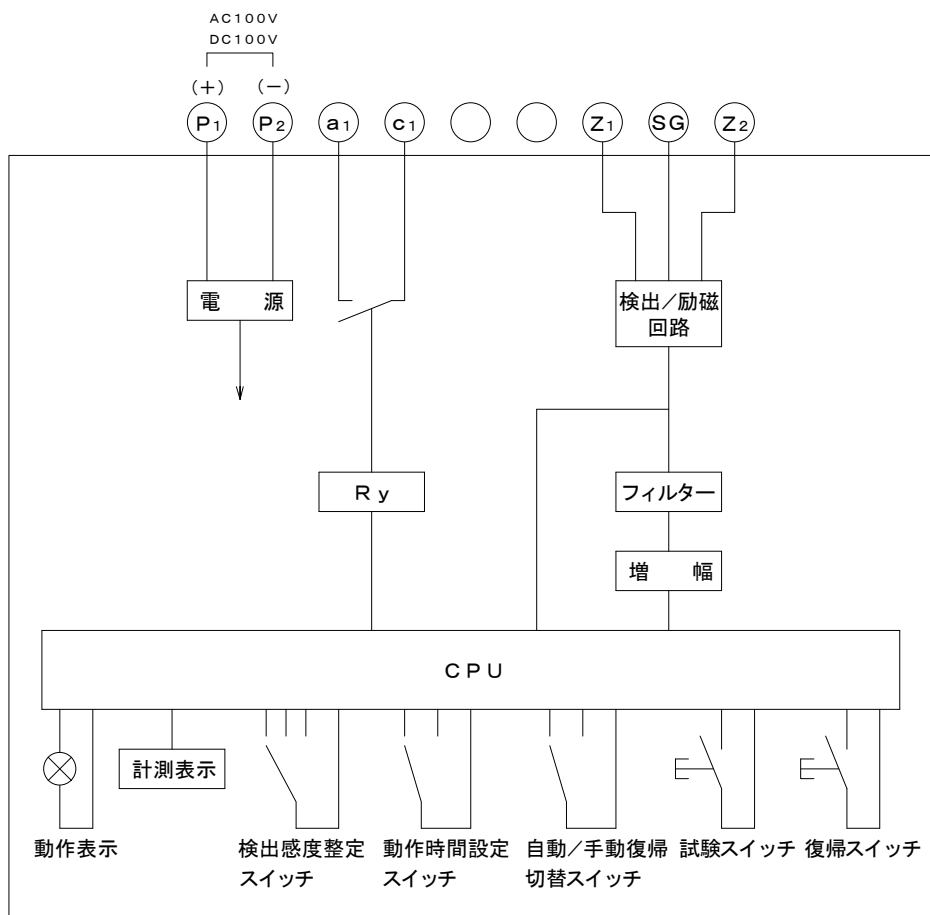 AC100V
DC100V
(+) (−)
P1 P2 a1 c1 Z1 SG Z2
電 源
検出/励磁
回路
Ry
フィルター
増 幅
CPU
計測表示
動作表示
検出感度整定
スイッチ
動作時間設定
スイッチ
自動/手動復帰
切替スイッチ
試験スイッチ
復帰スイッチ